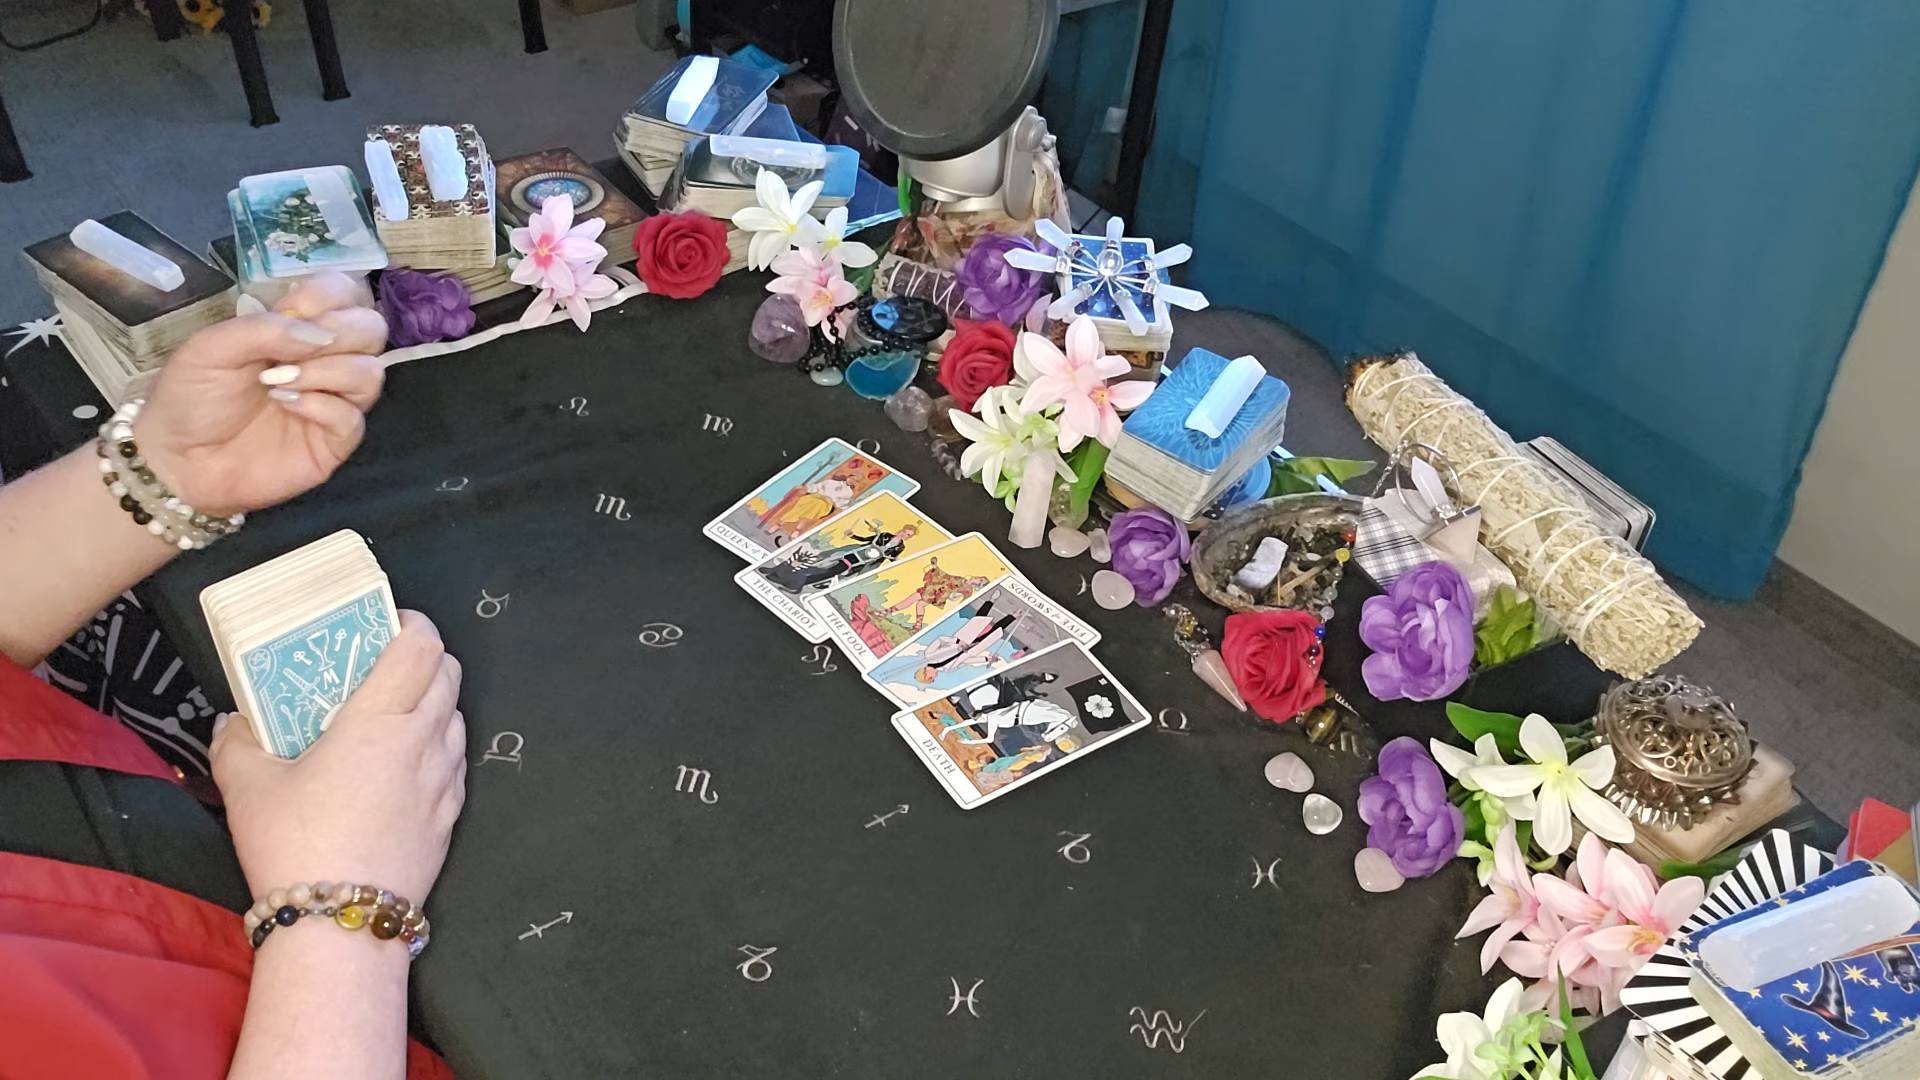 QUEEN of
THE CHARIOT
THE FOOL
FIVE of SWORDS
DEATH
M